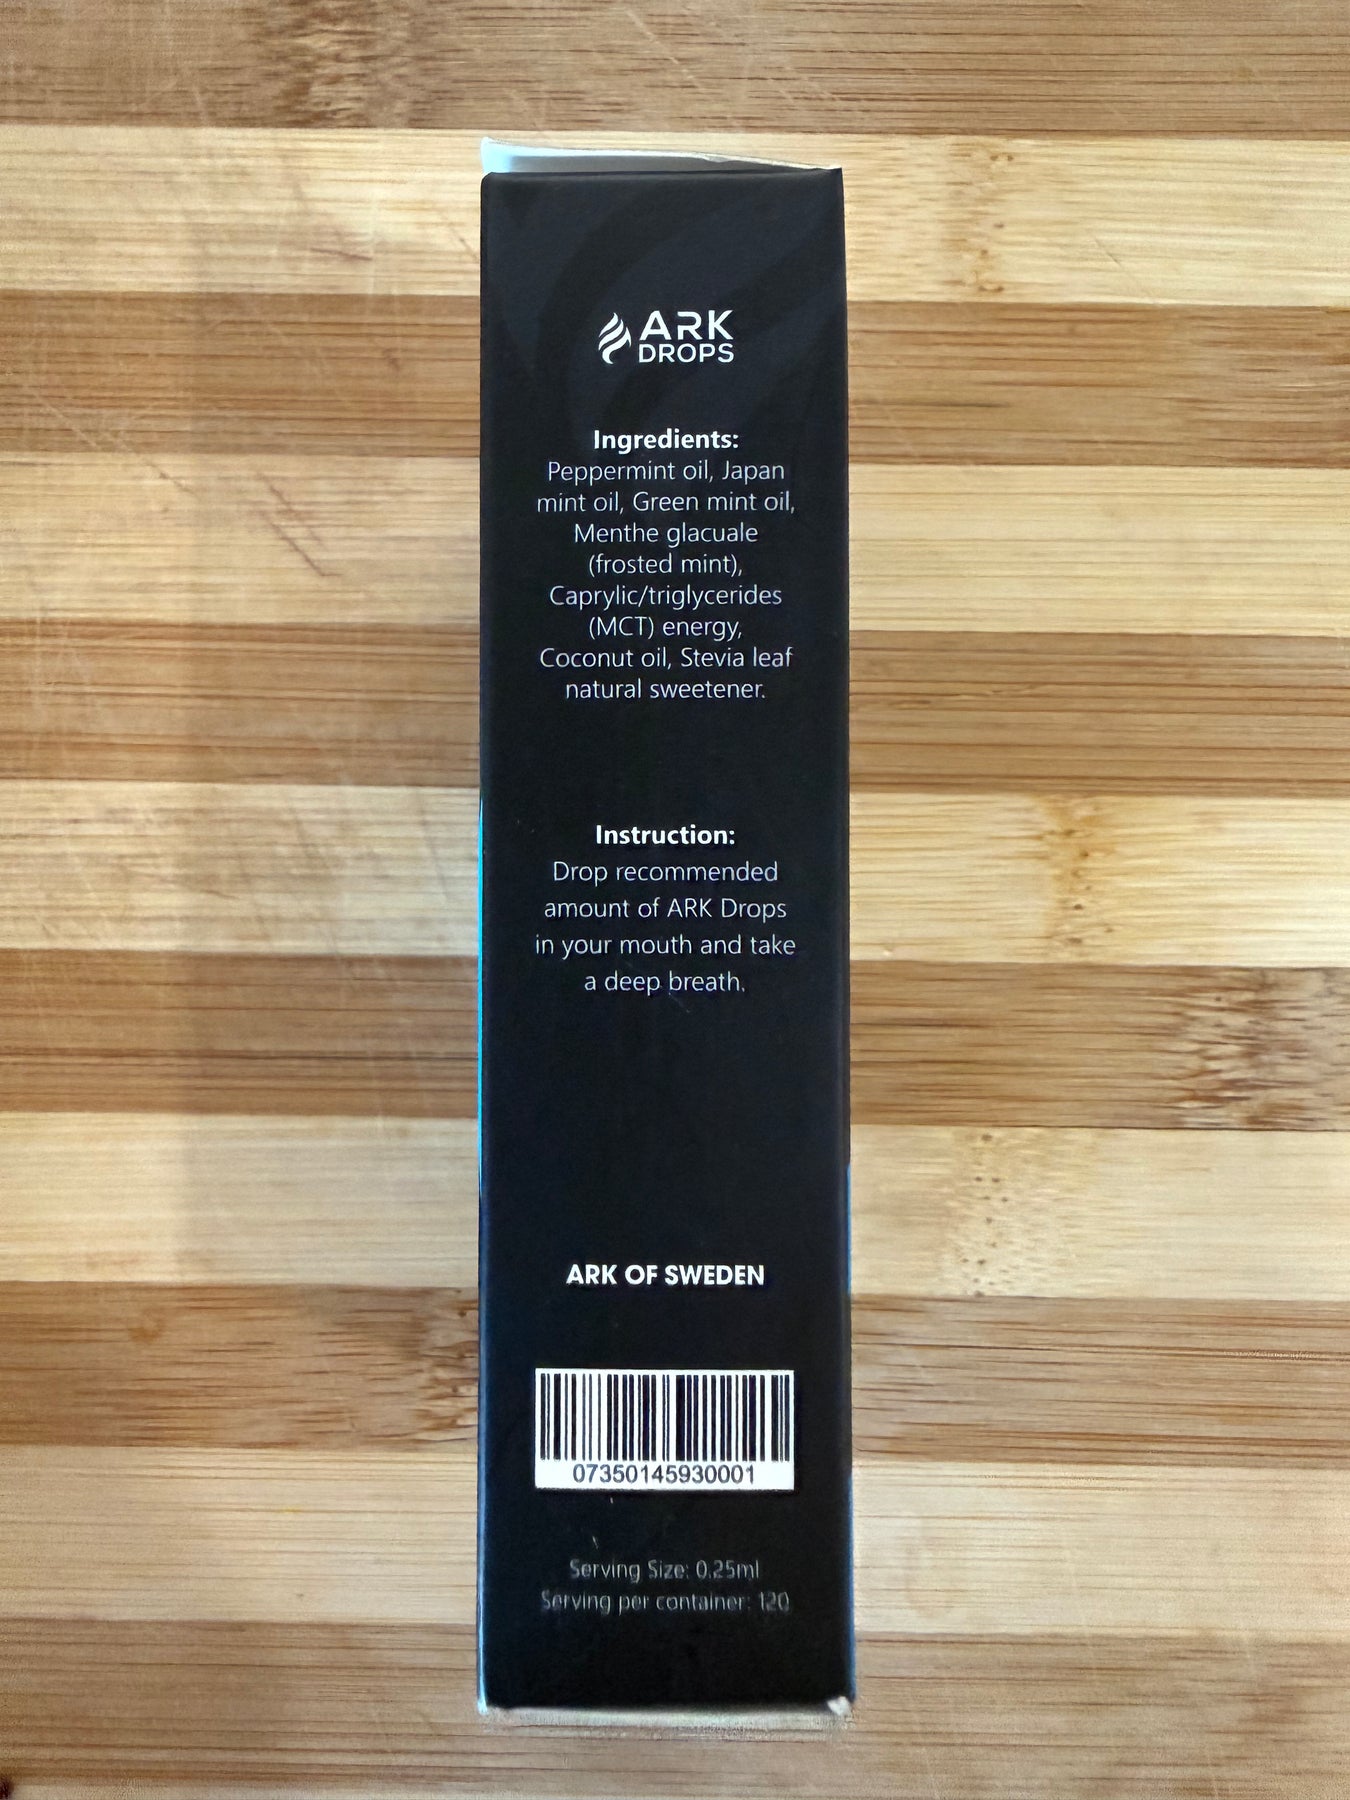 ARK
DROPS
Ingredients:
Peppermint oil, Japan
mint oil, Green mint oil,
Menthe glacuale
(frosted mint),
Caprylic/triglycerides
(MCT) energy,
Coconut oil, Stevia leaf
natural sweetener.
Instruction:
Drop recommended
amount of ARK Drops
in your mouth and take
a deep breath.
ARK OF SWEDEN
07350145930001
Serving Size: 0.25ml
Serving per container: 120